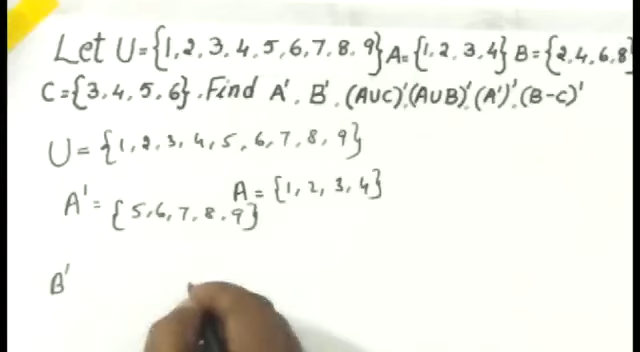 Let U={1,2,3,4,5,6,7,8,9} A={1,2,3,4} B={2,4,6,8
C={3,4,5,6}. Find A', B', (AUC)', (AUB)', (A')', (B-C)'
U={1,2,3,4,5,6,7,8,9}
A={1,2,3,4}
A'={5,6,7,8,9}
B'